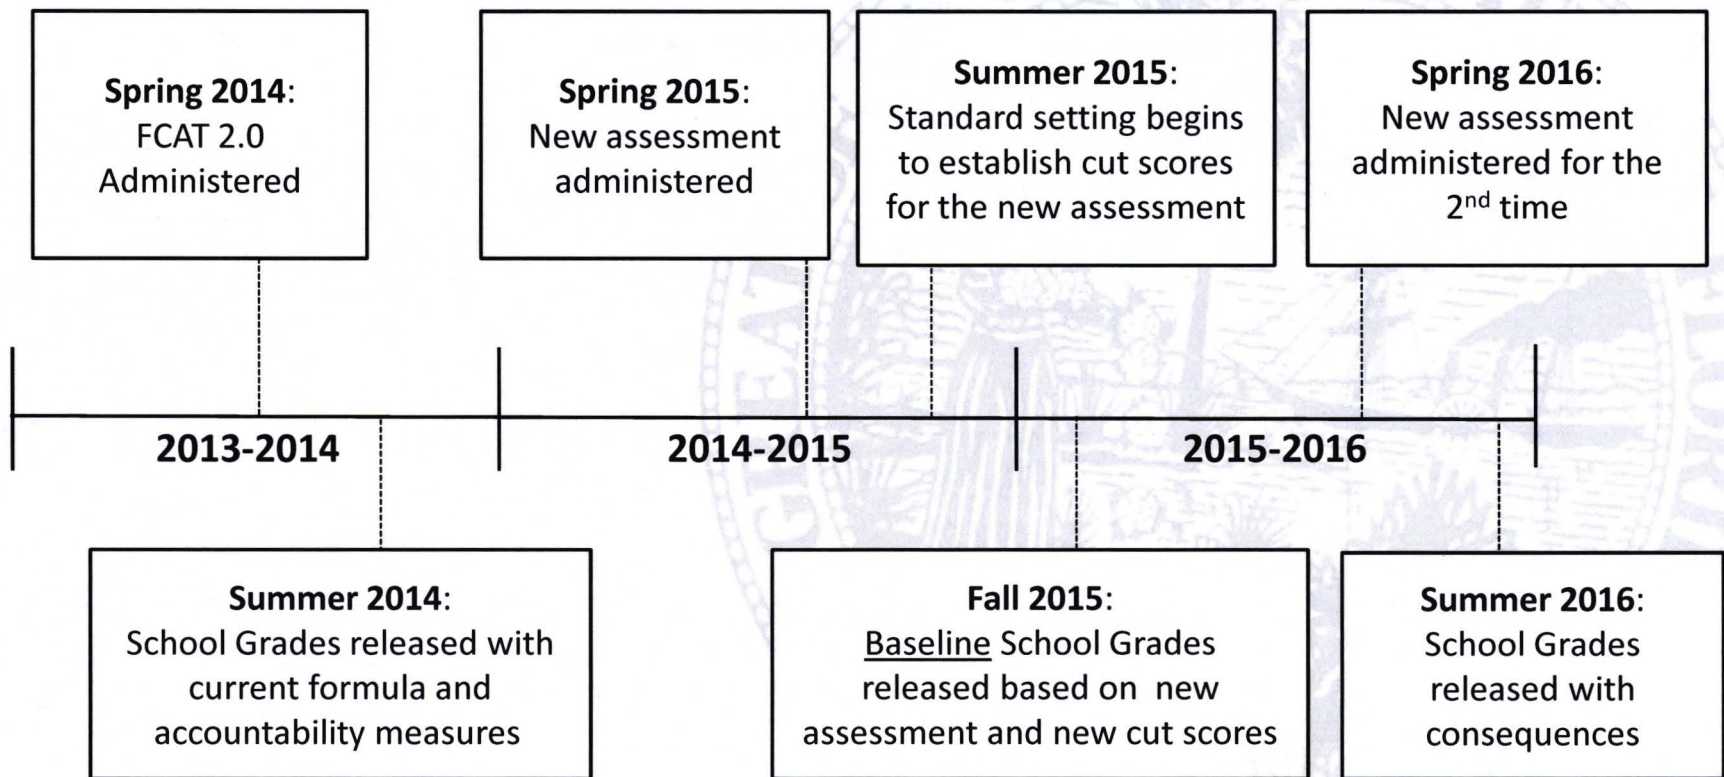 Spring 2014:
FCAT 2.0
Administered
Spring 2015:
New assessment
administered
Summer 2015:
Standard setting begins
to establish cut scores
for the new assessment
Spring 2016:
New assessment
administered for the
2nd time
2013-2014
2014-2015
2015-2016
Summer 2014:
School Grades released with
current formula and
accountability measures
Fall 2015:
Baseline School Grades
released based on new
assessment and new cut scores
Summer 2016:
School Grades
released with
consequences